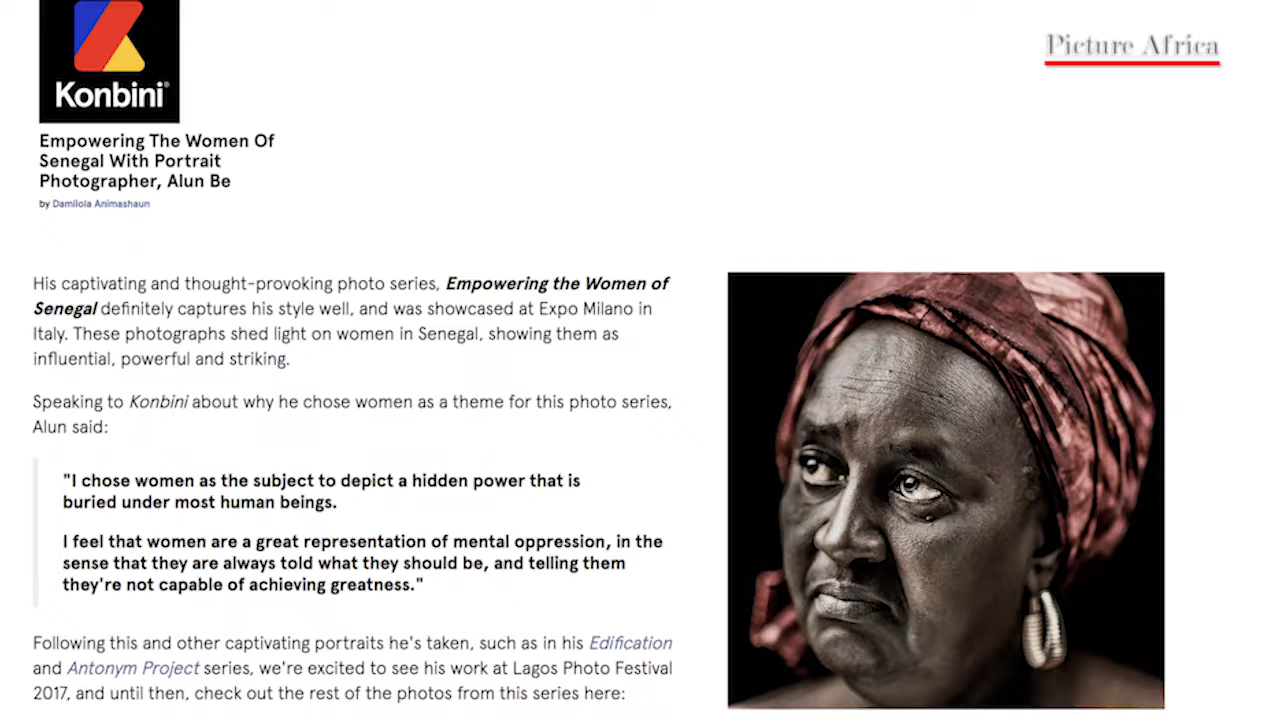 Konbini®
Picture Africa
Empowering The Women Of
Senegal With Portrait
Photographer, Alun Be
by Damilola Animashaun
His captivating and thought-provoking photo series, Empowering the Women of
Senegal definitely captures his style well, and was showcased at Expo Milano in
Italy. These photographs shed light on women in Senegal, showing them as
influential, powerful and striking.
Speaking to Konbini about why he chose women as a theme for this photo series,
Alun said:
"I chose women as the subject to depict a hidden power that is
buried under most human beings.
I feel that women are a great representation of mental oppression, in the
sense that they are always told what they should be, and telling them
they're not capable of achieving greatness."
Following this and other captivating portraits he's taken, such as in his Edification
and Antonym Project series, we're excited to see his work at Lagos Photo Festival
2017, and until then, check out the rest of the photos from this series here: